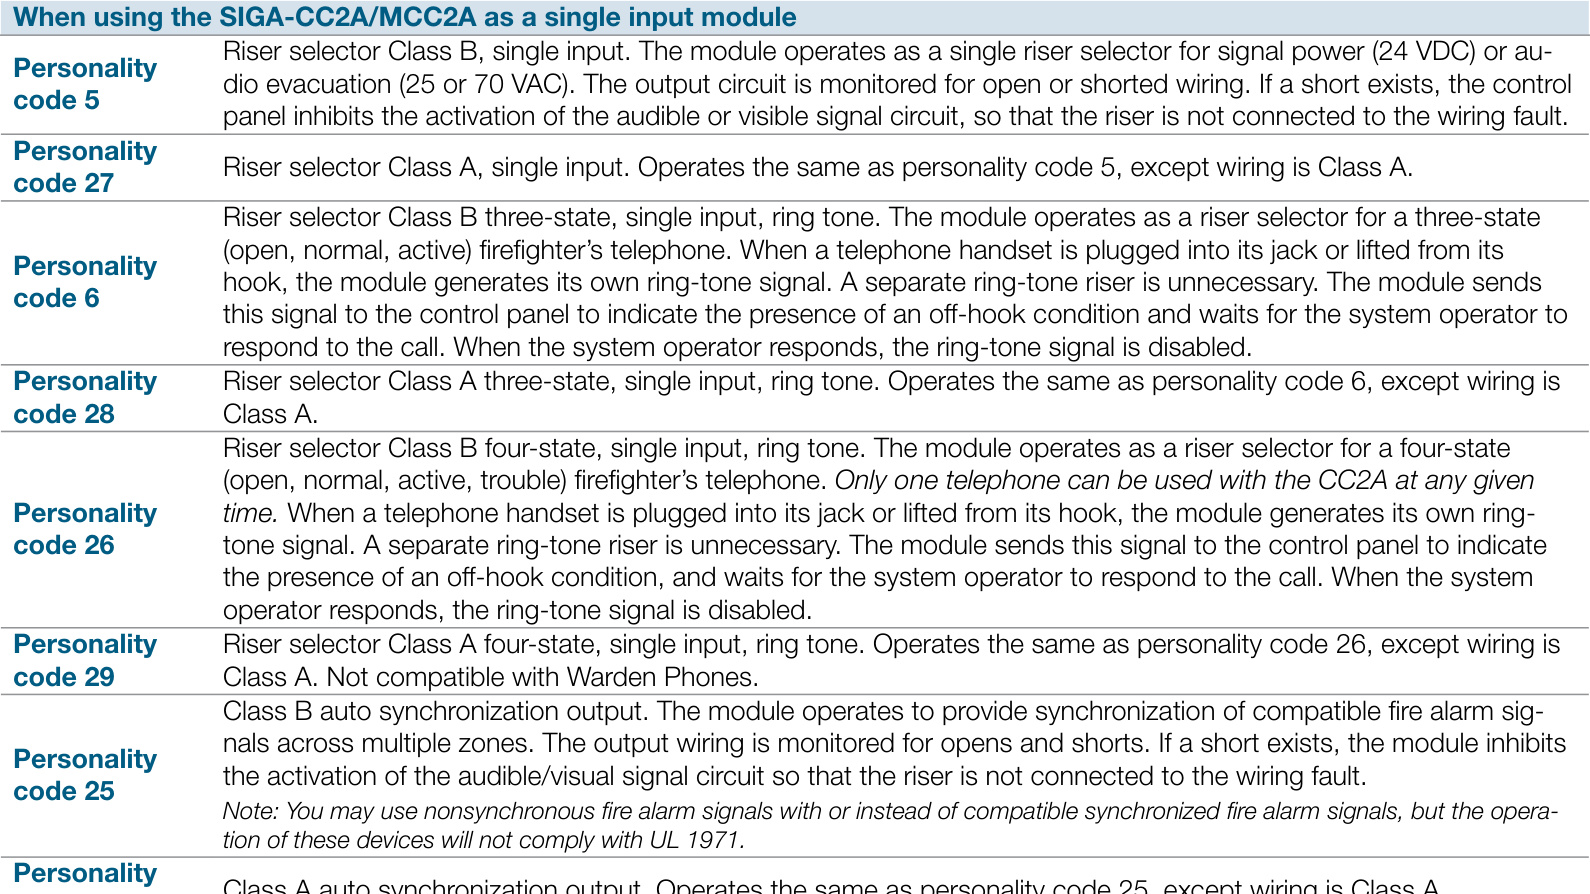 When using the SIGA-CC2A/MCC2A as a single input module
Personality
code 5
Riser selector Class B, single input. The module operates as a single riser selector for signal power (24 VDC) or au-
dio evacuation (25 or 70 VAC). The output circuit is monitored for open or shorted wiring. If a short exists, the control
panel inhibits the activation of the audible or visible signal circuit, so that the riser is not connected to the wiring fault.
Personality
code 27
Riser selector Class A, single input. Operates the same as personality code 5, except wiring is Class A.
Personality
code 6
Riser selector Class B three-state, single input, ring tone. The module operates as a riser selector for a three-state
(open, normal, active) firefighter’s telephone. When a telephone handset is plugged into its jack or lifted from its
hook, the module generates its own ring-tone signal. A separate ring-tone riser is unnecessary. The module sends
this signal to the control panel to indicate the presence of an off-hook condition and waits for the system operator to
respond to the call. When the system operator responds, the ring-tone signal is disabled.
Personality
code 28
Riser selector Class A three-state, single input, ring tone. Operates the same as personality code 6, except wiring is
Class A.
Personality
code 26
Riser selector Class B four-state, single input, ring tone. The module operates as a riser selector for a four-state
(open, normal, active, trouble) firefighter’s telephone. Only one telephone can be used with the CC2A at any given
time. When a telephone handset is plugged into its jack or lifted from its hook, the module generates its own ring-
tone signal. A separate ring-tone riser is unnecessary. The module sends this signal to the control panel to indicate
the presence of an off-hook condition, and waits for the system operator to respond to the call. When the system
operator responds, the ring-tone signal is disabled.
Personality
code 29
Riser selector Class A four-state, single input, ring tone. Operates the same as personality code 26, except wiring is
Class A. Not compatible with Warden Phones.
Personality
code 25
Class B auto synchronization output. The module operates to provide synchronization of compatible fire alarm sig-
nals across multiple zones. The output wiring is monitored for opens and shorts. If a short exists, the module inhibits
the activation of the audible/visual signal circuit so that the riser is not connected to the wiring fault.
Note: You may use nonsynchronous fire alarm signals with or instead of compatible synchronized fire alarm signals, but the opera-
tion of these devices will not comply with UL 1971.
Personality
Class A auto synchronization output. Operates the same as personality code 25, except wiring is Class A.